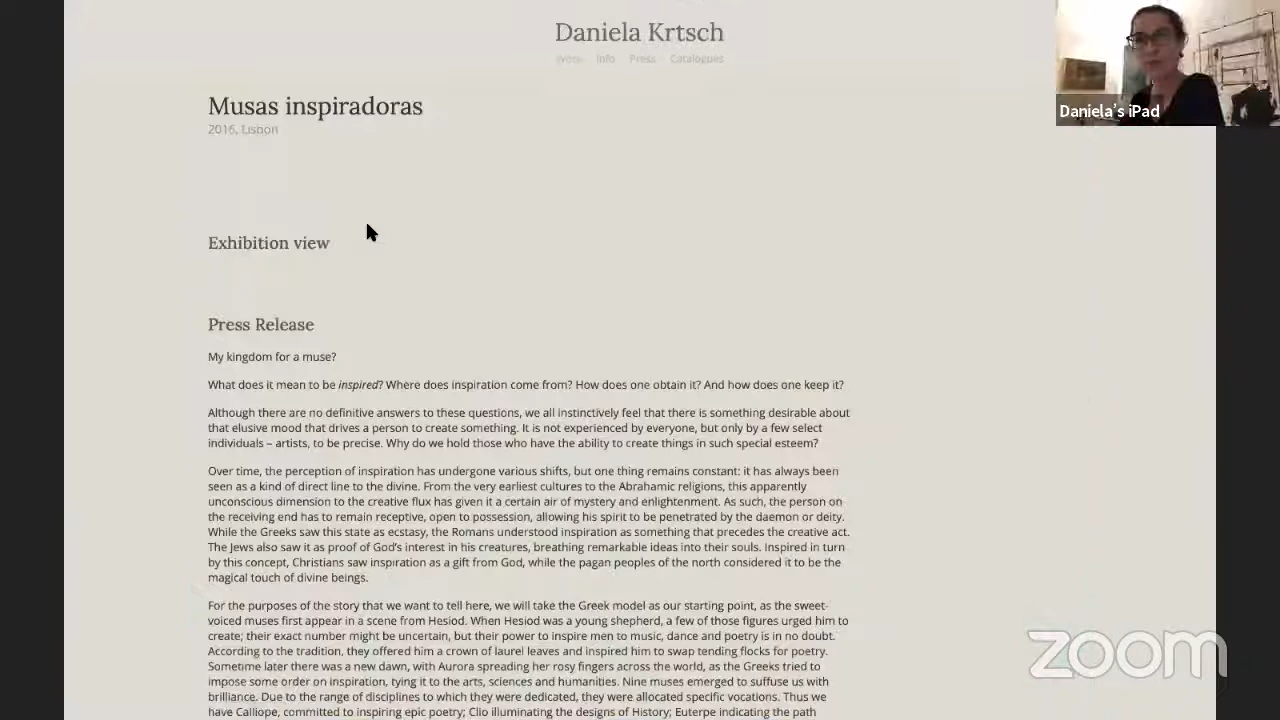 Daniela Krtsch
Work Info Press Catalogues
Daniela's iPad
Musas inspiradoras
2016, Lisbon
Exhibition view
Press Release
My kingdom for a muse?
What does it mean to be inspired? Where does inspiration come from? How does one obtain it? And how does one keep it?
Although there are no definitive answers to these questions, we all instinctively feel that there is something desirable about
that elusive mood that drives a person to create something. It is not experienced by everyone, but only by a few select
individuals – artists, to be precise. Why do we hold those who have the ability to create things in such special esteem?
Over time, the perception of inspiration has undergone various shifts, but one thing remains constant: it has always been
seen as a kind of direct line to the divine. From the very earliest cultures to the Abrahamic religions, this apparently
unconscious dimension to the creative flux has given it a certain air of mystery and enlightenment. As such, the person on
the receiving end has to remain receptive, open to possession, allowing his spirit to be penetrated by the daemon or deity.
While the Greeks saw this state as ecstasy, the Romans understood inspiration as something that precedes the creative act.
The Jews also saw it as proof of God's interest in his creatures, breathing remarkable ideas into their souls. Inspired in turn
by this concept, Christians saw inspiration as a gift from God, while the pagan peoples of the north considered it to be the
magical touch of divine beings.
For the purposes of the story that we want to tell here, we will take the Greek model as our starting point, as the sweet-
voiced muses first appear in a scene from Hesiod. When Hesiod was a young shepherd, a few of those figures urged him to
create; their exact number might be uncertain, but their power to inspire men to music, dance and poetry is in no doubt.
According to the tradition, they offered him a crown of laurel leaves and inspired him to swap tending flocks for poetry.
Sometime later there was a new dawn, with Aurora spreading her rosy fingers across the world, as the Greeks tried to
impose some order on inspiration, tying it to the arts, sciences and humanities. Nine muses emerged to suffuse us with
brilliance. Due to the range of disciplines to which they were dedicated, they were allocated specific vocations. Thus we
have Calliope, committed to inspiring epic poetry; Clio illuminating the designs of History; Euterpe indicating the path
zoom